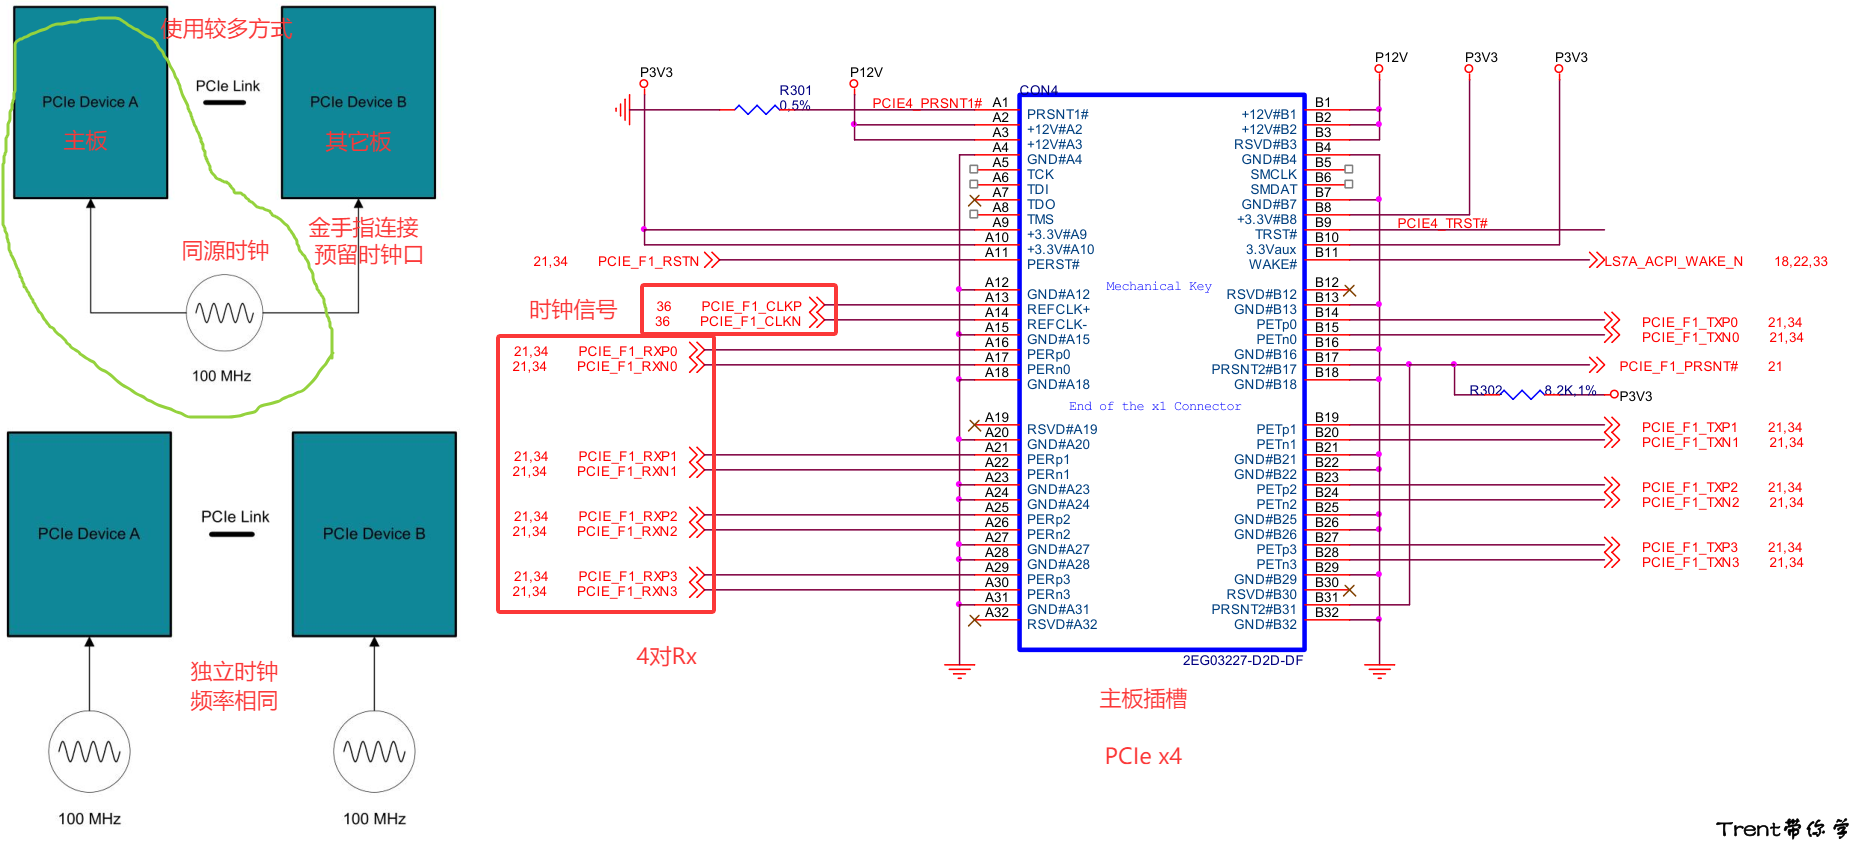 使用较多方式
PCIe Device A
主板
PCIe Link
PCIe Device B
其它板
同源时钟
金手指连接
预留时钟口
100 MHz
PCIe Device A
PCIe Link
PCIe Device B
独立时钟
频率相同
100 MHz
100 MHz
P3V3
R301
0,5%
P12V
PCIE4_PRSNT1#
21,34 PCIE_F1_RSTN
时钟信号
36 PCIE_F1_CLKP
36 PCIE_F1_CLKN
21,34 PCIE_F1_RXP0
21,34 PCIE_F1_RXN0
21,34 PCIE_F1_RXP1
21,34 PCIE_F1_RXN1
21,34 PCIE_F1_RXP2
21,34 PCIE_F1_RXN2
21,34 PCIE_F1_RXP3
21,34 PCIE_F1_RXN3
4对Rx
CON4
A1 PRSNT1#
A2 +12V#A2
A3 +12V#A3
A4 GND#A4
A5 TCK
A6 TDI
A7 TDO
A8 TMS
A9 +3.3V#A9
A10 +3.3V#A10
A11 PERST#
Mechanical Key
A12 GND#A12
A13 REFCLK+
A14 REFCLK-
A15 GND#A15
A16 PERp0
A17 PERn0
A18 GND#A18
End of the x1 Connector
A19 RSVD#A19
A20 GND#A20
A21 PERp1
A22 PERn1
A23 GND#A23
A24 GND#A24
A25 PERp2
A26 PERn2
A27 GND#A27
A28 GND#A28
A29 PERp3
A30 PERn3
A31 GND#A31
A32 RSVD#A32
+12V#B1 B1
+12V#B2 B2
RSVD#B3 B3
GND#B4 B4
SMCLK B5
SMDAT B6
GND#B7 B7
+3.3V#B8 B8
TRST# B9
3.3Vaux B10
WAKE# B11
RSVD#B12 B12
GND#B13 B13
PETp0 B14
PETn0 B15
GND#B16 B16
PRSNT2#B17 B17
GND#B18 B18
PETp1 B19
PETn1 B20
GND#B21 B21
GND#B22 B22
PETp2 B23
PETn2 B24
GND#B25 B25
GND#B26 B26
PETp3 B27
PETn3 B28
GND#B29 B29
RSVD#B30 B30
PRSNT2#B31 B31
GND#B32 B32
2EG03227-D2D-DF
P12V
P3V3
P3V3
PCIE4_TRST#
LS7A_ACPI_WAKE_N 18,22,33
PCIE_F1_TXP0 21,34
PCIE_F1_TXN0 21,34
PCIE_F1_PRSNT# 21
R302 8.2K,1% P3V3
PCIE_F1_TXP1 21,34
PCIE_F1_TXN1 21,34
PCIE_F1_TXP2 21,34
PCIE_F1_TXN2 21,34
PCIE_F1_TXP3 21,34
PCIE_F1_TXN3 21,34
主板插槽
PCIe x4
Trent带你学